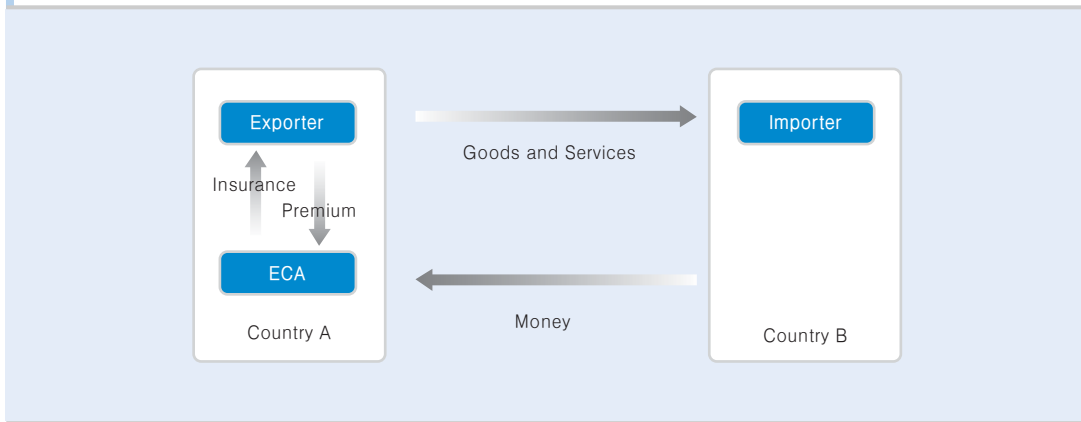 Exporter
Importer
Goods and Services
Insurance
Premium
ECA
Money
Country A
Country B